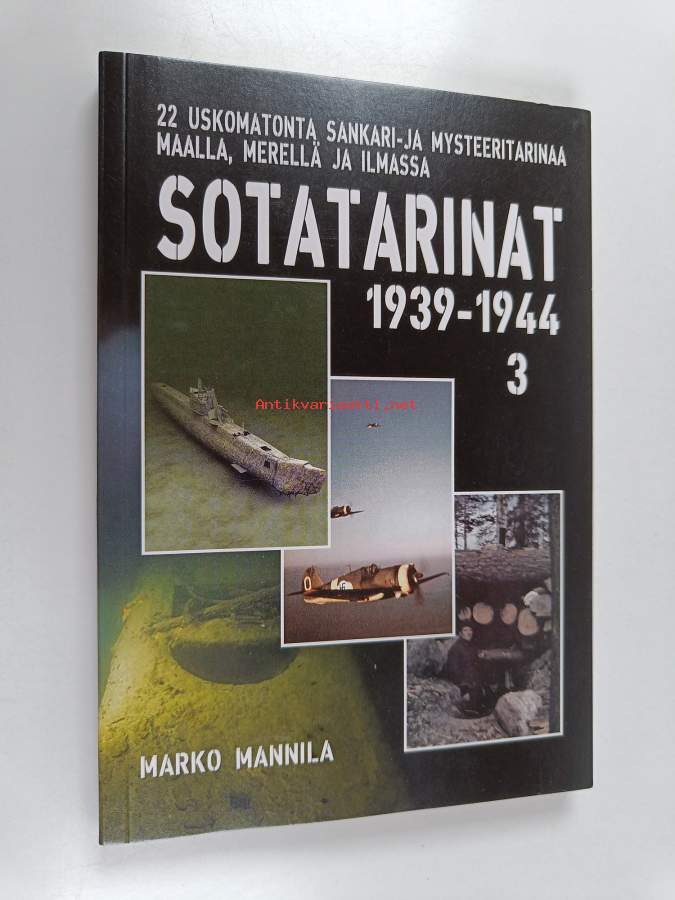 22 USKOMATONTA SANKARI-JA MYSTEERITARINAA
MAALLA, MERELLÄ JA ILMASSA
SOTATARINAT
1939-1944
3
Antikvariaatti.net
MARKO MANNILA